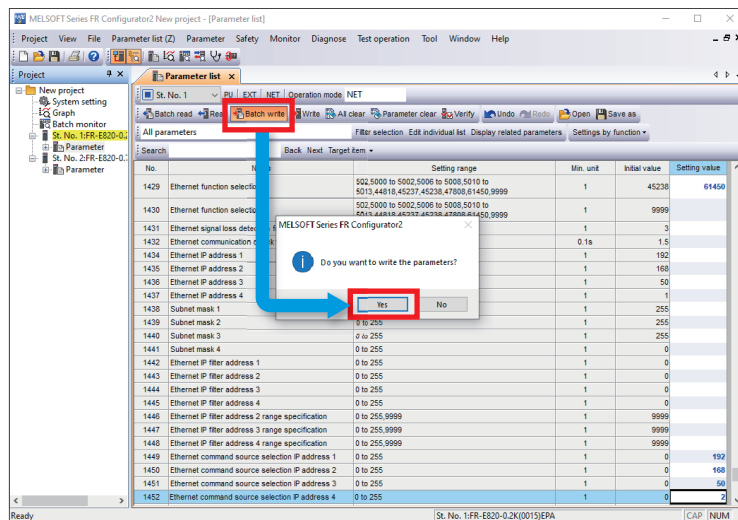 MELSOFT Series FR Configurator2 New project - [Parameter list]
Project View File Parameter list (Z) Parameter Safety Monitor Diagnose Test operation Tool Window Help
Project
New project
System setting
Graph
Batch monitor
St. No. 1:FR-E820-0.2
Parameter
St. No. 2:FR-E820-0.
Parameter
Parameter list
St. No. 1 PU EXT NET Operation mode NET
Batch read Batch write Write All clear Parameter clear Verify Undo Redo Open Save as
All parameters Filter selection Edit individual list Display related parameters Settings by function
Search Back Next Target item
No. Setting range Min. unit Initial value Setting value
1429 Ethernet function 502,5000 to 5002,5006 to 5008,5010 to 5013,44818,45237,45238,47808,61450,9999 1 45238 61450
1430 Ethernet function 502,5000 to 5002,5006 to 5008,5010 to 5013,44818,45237,45238,47808,61450,9999 1 9999
1431 Ethernet signal loss 1 3
1432 Ethernet communication 0.1s 1.5
1434 Ethernet IP address 1 1 192
1435 Ethernet IP address 2 1 168
1436 Ethernet IP address 3 1 50
1437 Ethernet IP address 4 1 1
1438 Subnet mask 1 1 255
1439 Subnet mask 2 0 to 255 1 255
1440 Subnet mask 3 0 to 255 1 255
1441 Subnet mask 4 0 to 255 1 0
1442 Ethernet IP filter address 1 0 to 255 1 0
1443 Ethernet IP filter address 2 0 to 255 1 0
1444 Ethernet IP filter address 3 0 to 255 1 0
1445 Ethernet IP filter address 4 0 to 255 1 0
1446 Ethernet IP filter address 2 range specification 0 to 255,9999 1 9999
1447 Ethernet IP filter address 3 range specification 0 to 255,9999 1 9999
1448 Ethernet IP filter address 4 range specification 0 to 255,9999 1 9999
1449 Ethernet command source selection IP address 1 0 to 255 1 0 192
1450 Ethernet command source selection IP address 2 0 to 255 1 0 168
1451 Ethernet command source selection IP address 3 0 to 255 1 0 50
1452 Ethernet command source selection IP address 4 0 to 255 1 0 2
MELSOFT Series FR Configurator2
Do you want to write the parameters?
Yes No
Ready St. No. 1:FR-E820-0.2K(0015)EPA CAP NUM